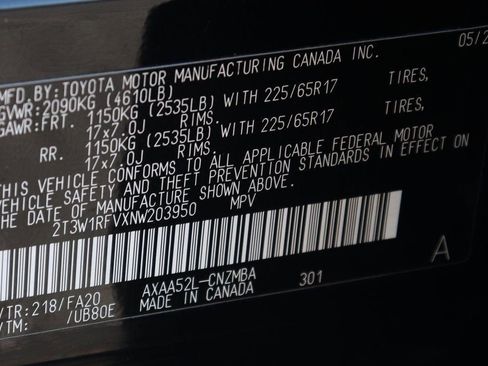 MFD.BY:TOYOTA MOTOR MANUFACTURING CANADA INC. 05/2
GVWR: 2090KG (4610LB)
GAWR:FRT. 1150KG (2535LB) WITH 225/65R17 TIRES,
17x7.0J RIMS.
RR. 1150KG (2535LB) WITH 225/65R17 TIRES,
17x7.0J RIMS.
THIS VEHICLE CONFORMS TO ALL APPLICABLE FEDERAL MOTOR
VEHICLE SAFETY AND THEFT PREVENTION STANDARDS IN EFFECT ON
THE DATE OF MANUFACTURE SHOWN ABOVE.
2T3W1RFVXNW203950 MPV
A
AXAA52L-CNZMBA 301
MADE IN CANADA
/TR:218/FA20
/TM: /UB80E